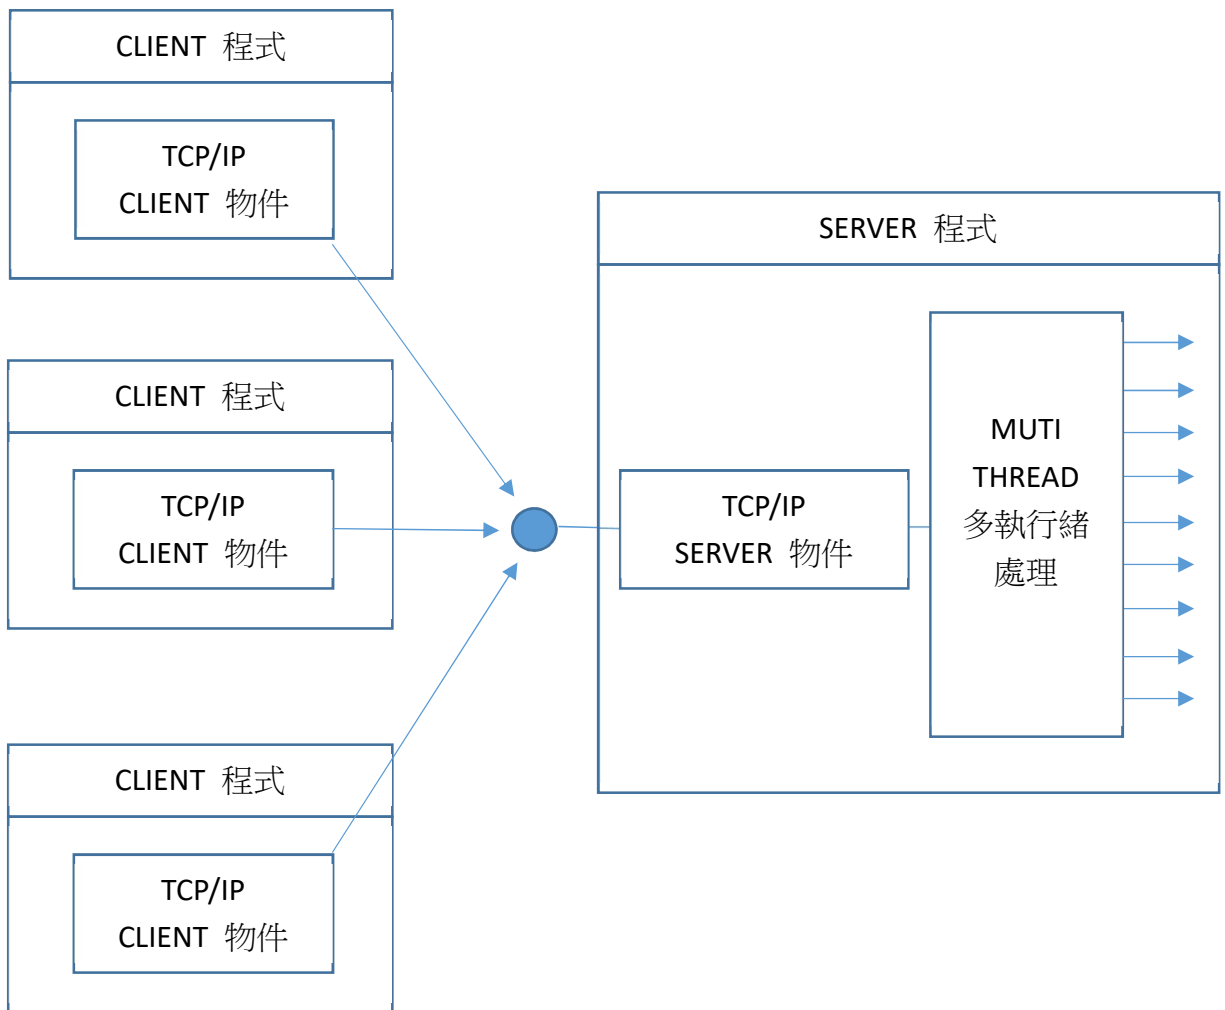 CLIENT 程式
TCP/IP
CLIENT 物件
CLIENT 程式
TCP/IP
CLIENT 物件
CLIENT 程式
TCP/IP
CLIENT 物件
SERVER 程式
TCP/IP
SERVER 物件
MUTI
THREAD
多執行緒
處理